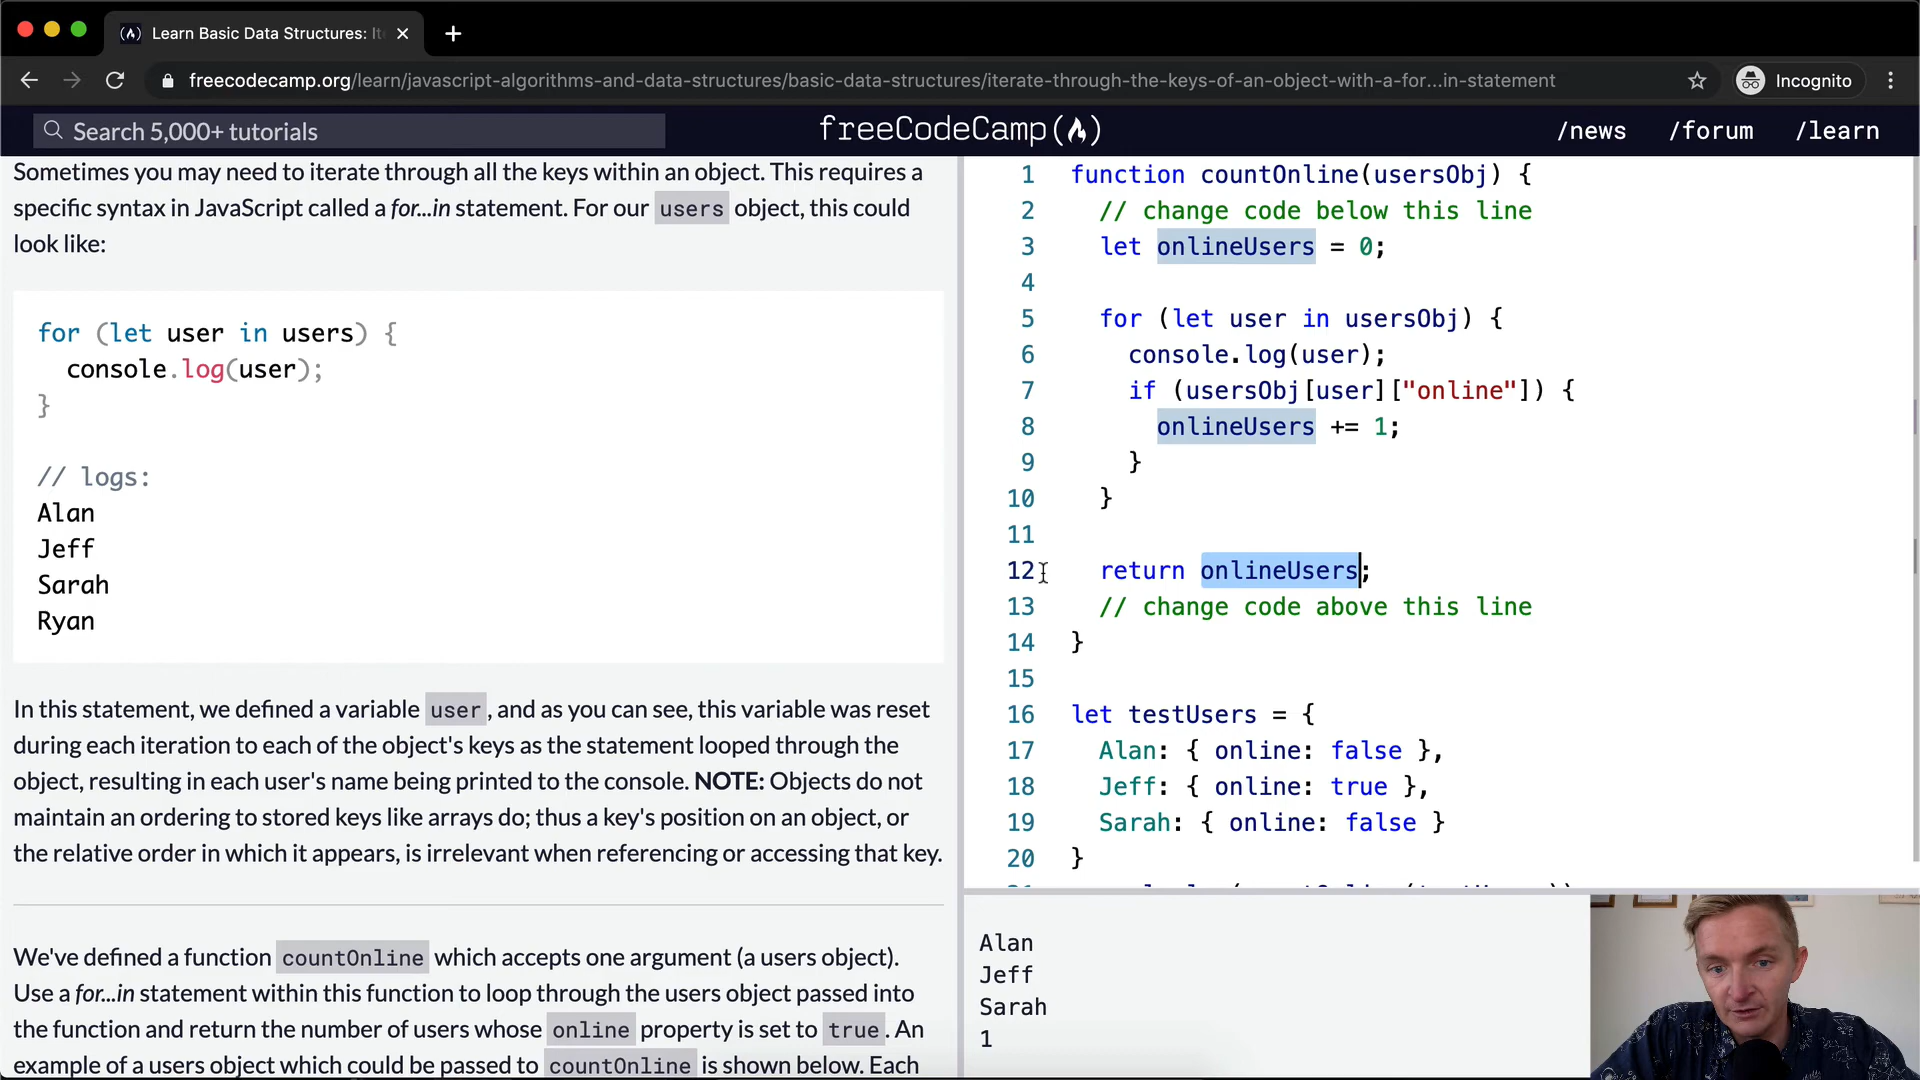 Learn Basic Data Structures: It
freecodecamp.org/learn/javascript-algorithms-and-data-structures/basic-data-structures/iterate-through-the-keys-of-an-object-with-a-for...in-statement
Incognito
Search 5,000+ tutorials
freeCodeCamp
/news
/forum
/learn
Sometimes you may need to iterate through all the keys within an object. This requires a
specific syntax in JavaScript called a for...in statement. For our users object, this could
look like:
for (let user in users) {
console.log(user);
}
// logs:
Alan
Jeff
Sarah
Ryan
In this statement, we defined a variable user, and as you can see, this variable was reset
during each iteration to each of the object's keys as the statement looped through the
object, resulting in each user's name being printed to the console. NOTE: Objects do not
maintain an ordering to stored keys like arrays do; thus a key's position on an object, or
the relative order in which it appears, is irrelevant when referencing or accessing that key.
We've defined a function countOnline which accepts one argument (a users object).
Use a for...in statement within this function to loop through the users object passed into
the function and return the number of users whose online property is set to true. An
example of a users object which could be passed to countOnline is shown below. Each
1 function countOnline(usersObj) {
2 // change code below this line
3 let onlineUsers = 0;
4
5 for (let user in usersObj) {
6 console.log(user);
7 if (usersObj[user]["online"]) {
8 onlineUsers += 1;
9 }
10 }
11
12 return onlineUsers;
13 // change code above this line
14 }
15
16 let testUsers = {
17 Alan: { online: false },
18 Jeff: { online: true },
19 Sarah: { online: false }
20 }
Alan
Jeff
Sarah
1